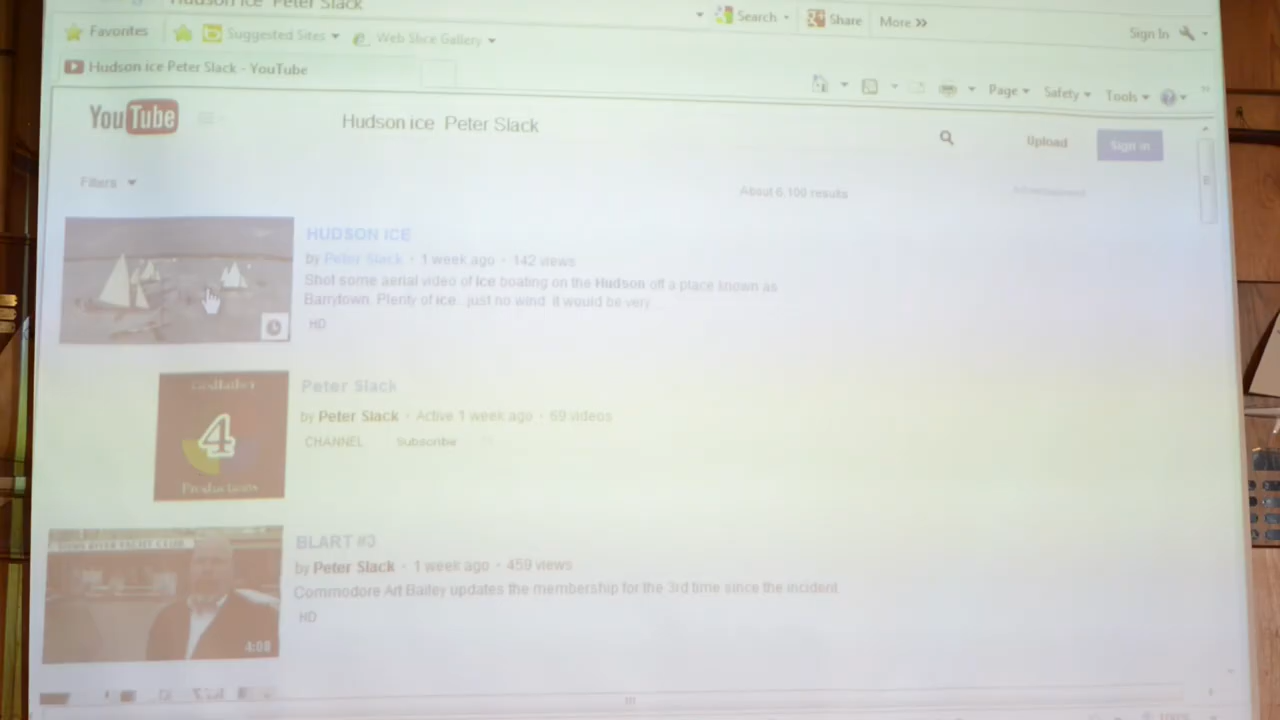 Hudson ice Peter Slack
Search
Share
More »
Favorites
Suggested Sites
Web Slice Gallery
Sign In
Hudson ice Peter Slack - YouTube
Page
Safety
Tools
YouTube
Hudson ice Peter Slack
Upload
Sign in
Filters
About 6,100 results
Advertisement
HUDSON ICE
by Peter Slack · 1 week ago · 142 views
Shot some aerial video of ice boating on the Hudson off a place known as
Barrytown. Plenty of ice...just no wind. It would be very ...
HD
Godfather
4
Productions
Peter Slack
by Peter Slack · Active 1 week ago · 69 videos
CHANNEL
Subscribe
YACHT CLUB
4:08
BLART #3
by Peter Slack · 1 week ago · 459 views
Commodore Art Bailey updates the membership for the 3rd time since the incident.
HD